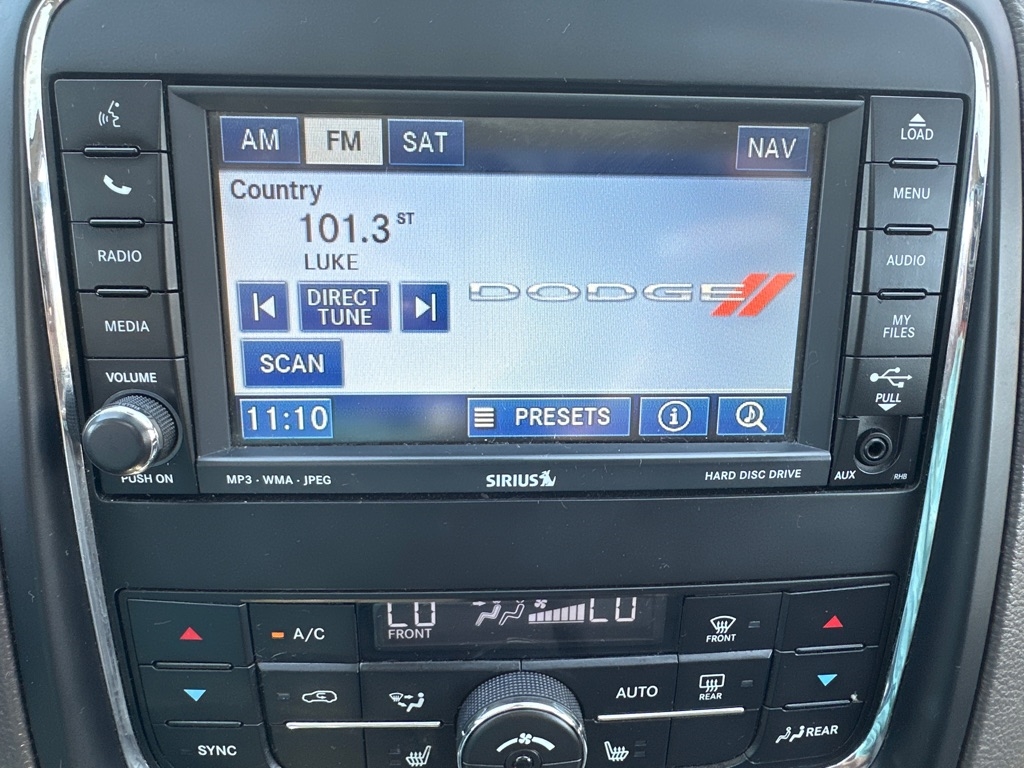 AM FM SAT NAV
Country
101.3 ST
LUKE
DIRECT
TUNE
DODGE
SCAN
11:10 PRESETS
RADIO
MEDIA
VOLUME
PUSH ON
LOAD
MENU
AUDIO
MY
FILES
PULL
AUX RHB
MP3 · WMA · JPEG SIRIUS HARD DISC DRIVE
A/C
LO LO
FRONT
FRONT
AUTO
REAR
SYNC
REAR